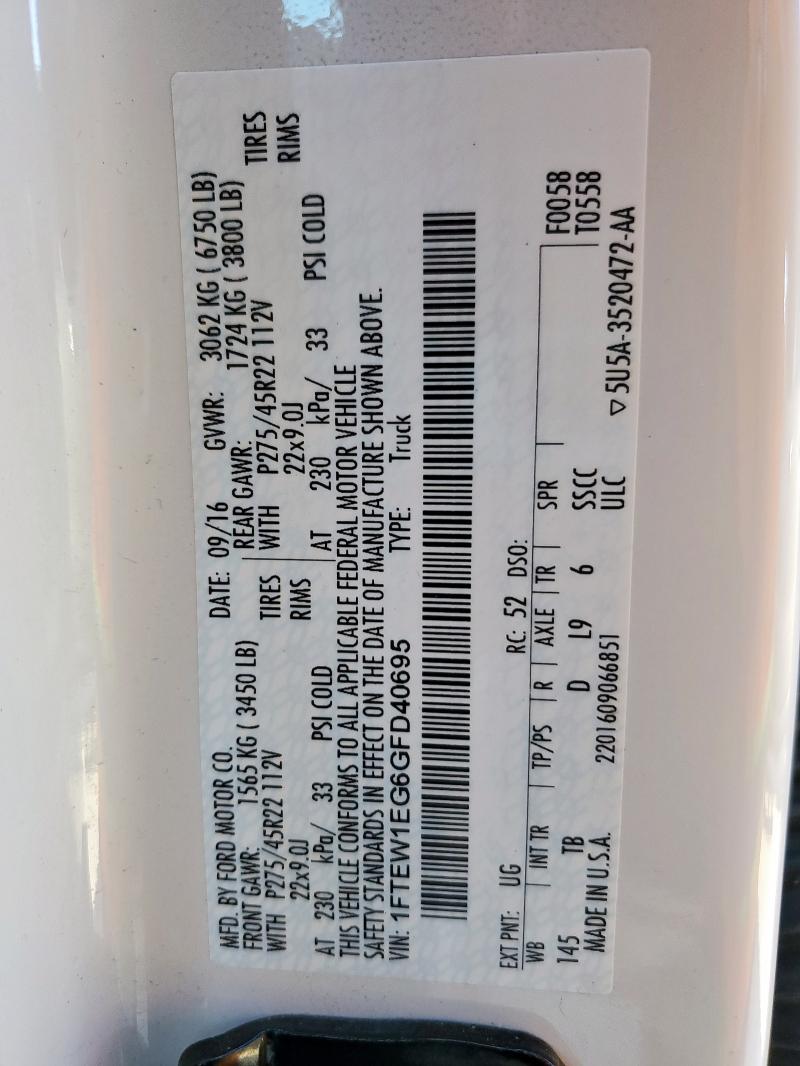 MFD. BY FORD MOTOR CO. DATE: 09/16 GVWR: 3062 KG ( 6750 LB)
FRONT GAWR: 1565 KG ( 3450 LB) REAR GAWR: 1724 KG ( 3800 LB)
WITH P275/45R22 112V TIRES WITH P275/45R22 112V TIRES
22x9.0J RIMS 22x9.0J RIMS
AT 230 kPa/ 33 PSI COLD AT 230 kPa/ 33 PSI COLD
THIS VEHICLE CONFORMS TO ALL APPLICABLE FEDERAL MOTOR VEHICLE
SAFETY STANDARDS IN EFFECT ON THE DATE OF MANUFACTURE SHOWN ABOVE.
VIN: 1FTEW1EG6GFD40695 TYPE: Truck
EXT PNT: UG RC: 52 DSO:
WB INT TR TP/PS R AXLE TR SPR F0058
145 TB D L9 6 SSCC T0558
MADE IN U.S.A. 2201609066851 ULC ▽ 5U5A-3520472-AA